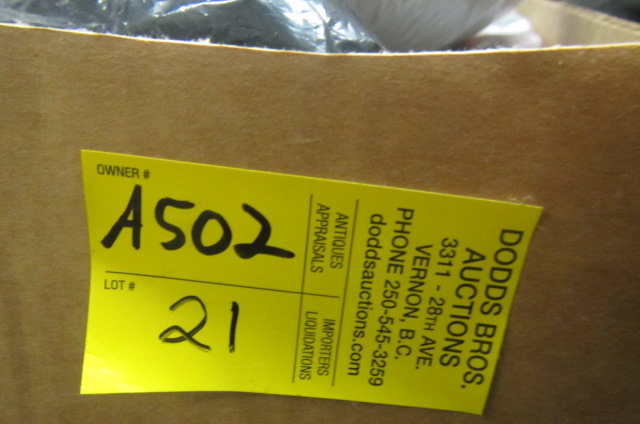 OWNER #
A502
LOT #
21
ANTIQUES
APPRAISALS
IMPORTERS
LIQUIDATIONS
DODDS BROS.
AUCTIONS
3311 - 28TH AVE.
VERNON, B.C.
PHONE 250-545-3259
doddsauctions.com